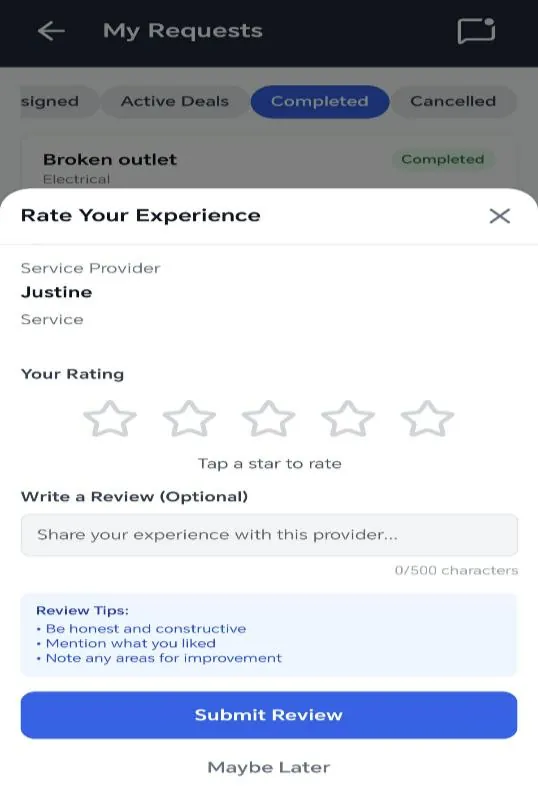 My Requests
signed
Active Deals
Completed
Cancelled
Broken outlet
Completed
Electrical
Rate Your Experience
Service Provider
Justine
Service
Your Rating
Tap a star to rate
Write a Review (Optional)
Share your experience with this provider...
0/500 characters
Review Tips:
• Be honest and constructive
• Mention what you liked
• Note any areas for improvement
Submit Review
Maybe Later